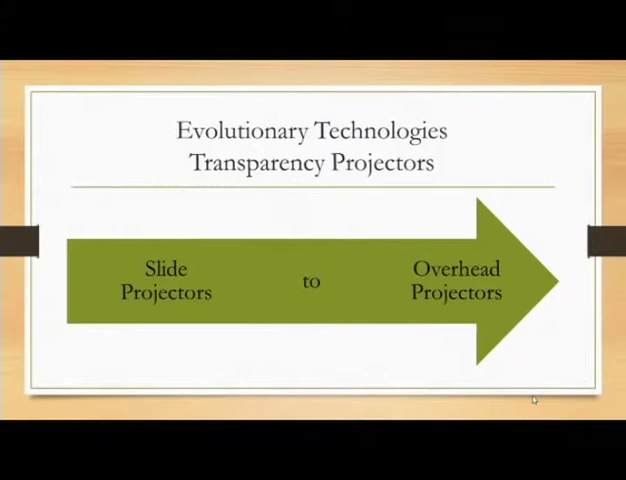 Evolutionary Technologies
Transparency Projectors
Slide
Projectors
to
Overhead
Projectors